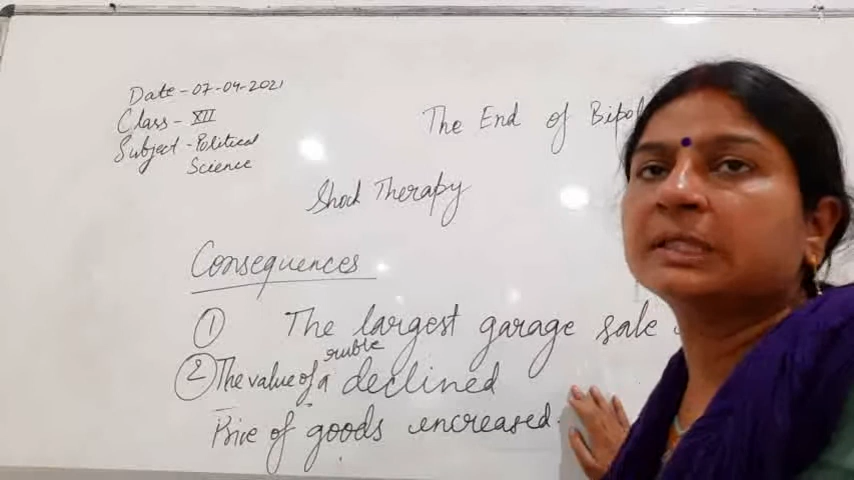 Date - 07-04-2021
Class - XII
Subject - Political
Science
The End of Bipol
Shock Therapy
Consequences
① The largest garage sale
ruble
② The value of a declined
Price of goods encreased.